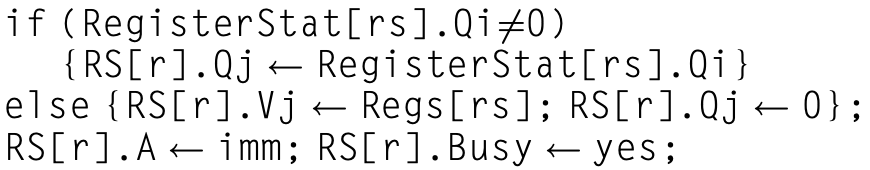 if (RegisterStat[rs].Qi≠0)
{RS[r].Qj ← RegisterStat[rs].Qi}
else {RS[r].Vj ← Regs[rs]; RS[r].Qj ← 0};
RS[r].A ← imm; RS[r].Busy ← yes;